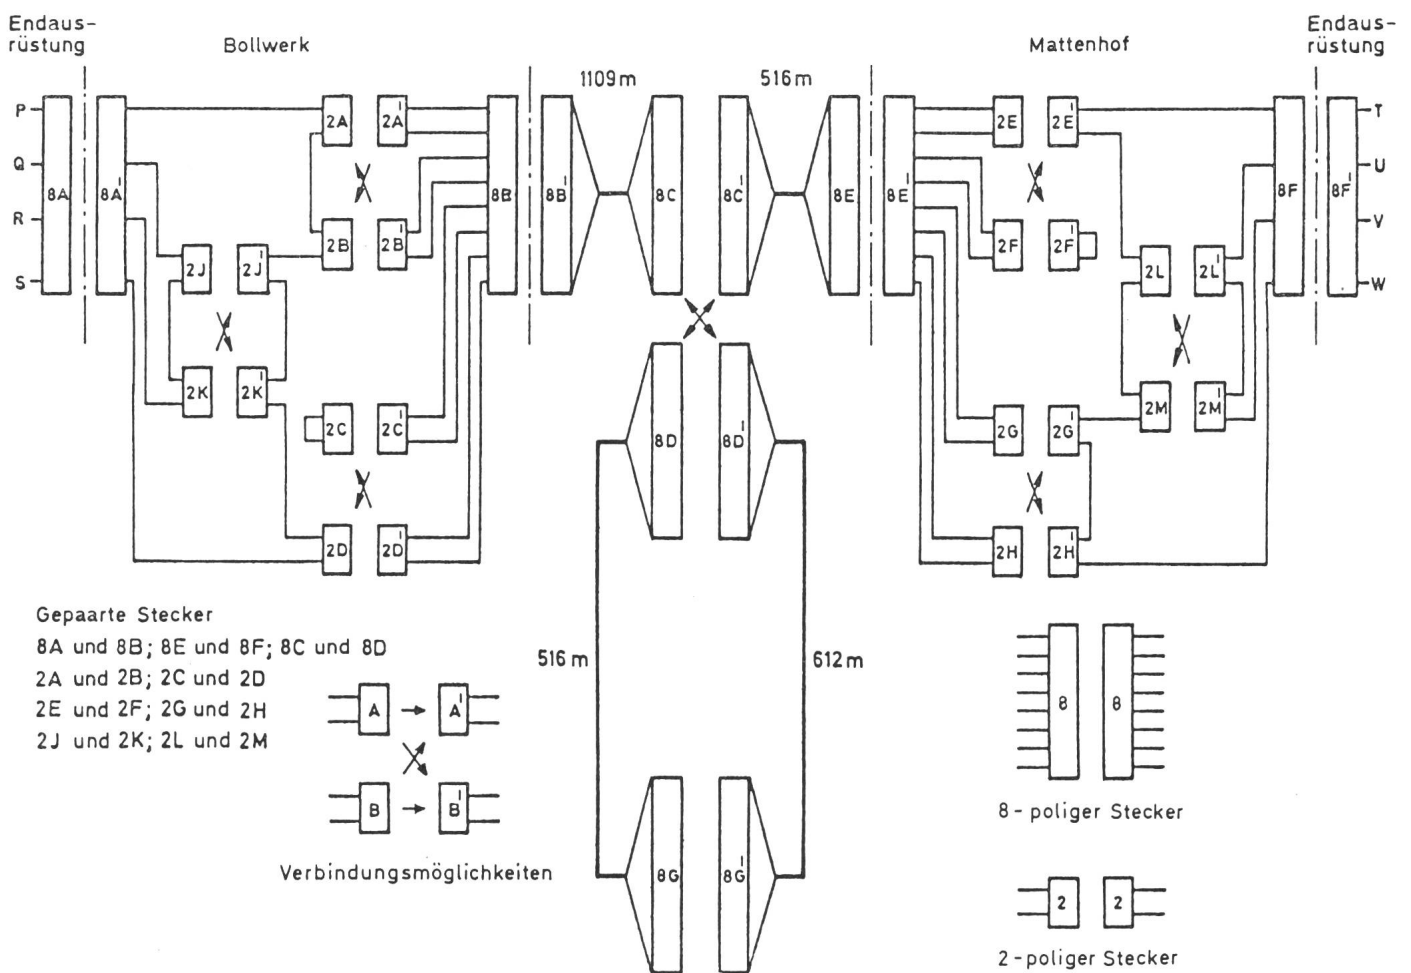 Endaus-
rüstung
Bollwerk
1109m
516m
Mattenhof
Endaus-
rüstung
P
Q
R
S
8A
8A'
2A
2A'
2B
2B'
2J
2J'
2K
2K'
2C
2C'
2D
2D'
8B
8B'
8C
8C'
8E
8E'
2E
2E'
2F
2F'
2L
2L'
2M
2M'
2G
2G'
2H
2H'
8F
8F'
T
U
V
W
8D
8D'
516m
612m
8G
8G'
Gepaarte Stecker
8A und 8B; 8E und 8F; 8C und 8D
2A und 2B; 2C und 2D
2E und 2F; 2G und 2H
2J und 2K; 2L und 2M
A
A'
B
B'
Verbindungsmöglichkeiten
8
8
8-poliger Stecker
2
2
2-poliger Stecker